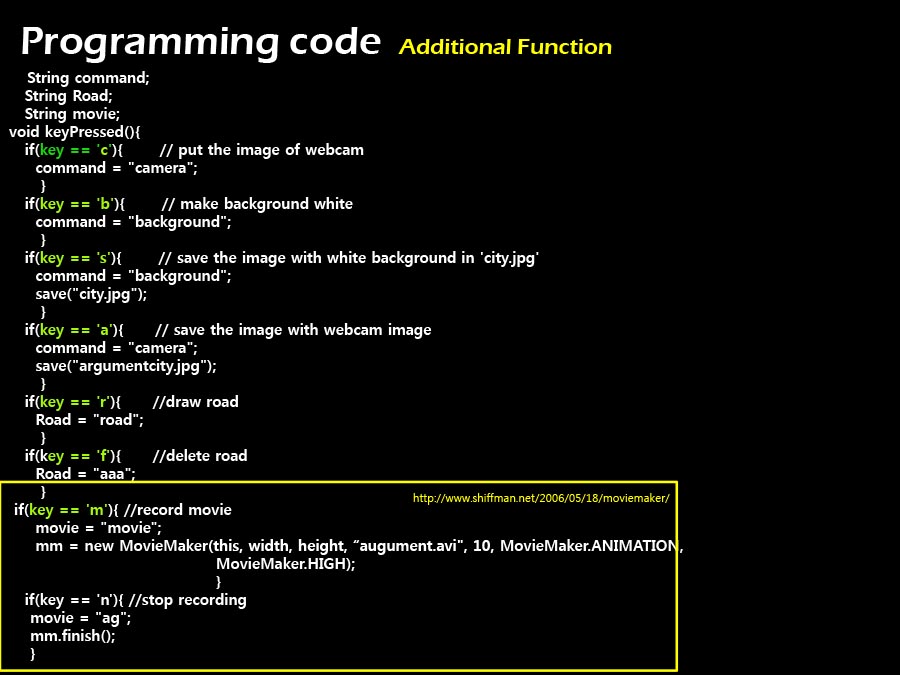 Programming code Additional Function
String command;
String Road;
String movie;
void keyPressed(){
if(key == 'c'){ // put the image of webcam
command = "camera";
}
if(key == 'b'){ // make background white
command = "background";
}
if(key == 's'){ // save the image with white background in 'city.jpg'
command = "background";
save("city.jpg");
}
if(key == 'a'){ // save the image with webcam image
command = "camera";
save("argumentcity.jpg");
}
if(key == 'r'){ //draw road
Road = "road";
}
if(key == 'f'){ //delete road
Road = "aaa";
}
http://www.shiffman.net/2006/05/18/moviemaker/
if(key == 'm'){ //record movie
movie = "movie";
mm = new MovieMaker(this, width, height, “augument.avi", 10, MovieMaker.ANIMATION,
MovieMaker.HIGH);
}
if(key == 'n'){ //stop recording
movie = "ag";
mm.finish();
}